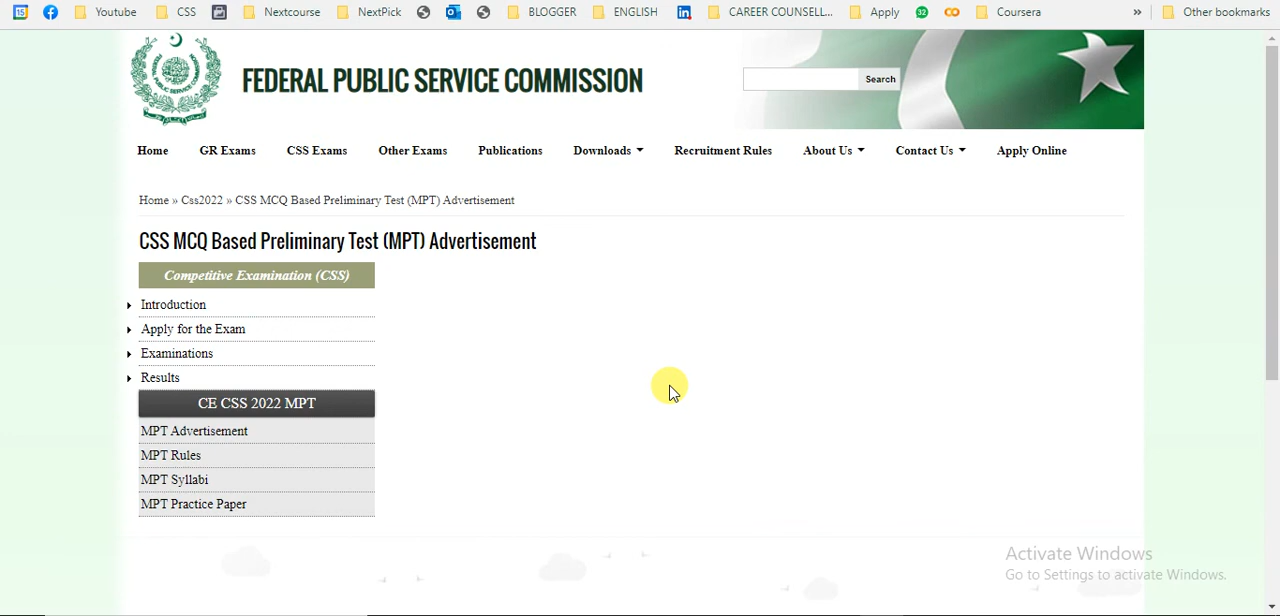 15 Youtube CSS Nextcourse NextPick BLOGGER ENGLISH in CAREER COUNSELL... Apply 32 Coursera » Other bookmarks
FEDERAL PUBLIC SERVICE COMMISSION
Search
Home GR Exams CSS Exams Other Exams Publications Downloads Recruitment Rules About Us Contact Us Apply Online
Home » Css2022 » CSS MCQ Based Preliminary Test (MPT) Advertisement
CSS MCQ Based Preliminary Test (MPT) Advertisement
Competitive Examination (CSS)
Introduction
Apply for the Exam
Examinations
Results
CE CSS 2022 MPT
MPT Advertisement
MPT Rules
MPT Syllabi
MPT Practice Paper
Activate Windows
Go to Settings to activate Windows.